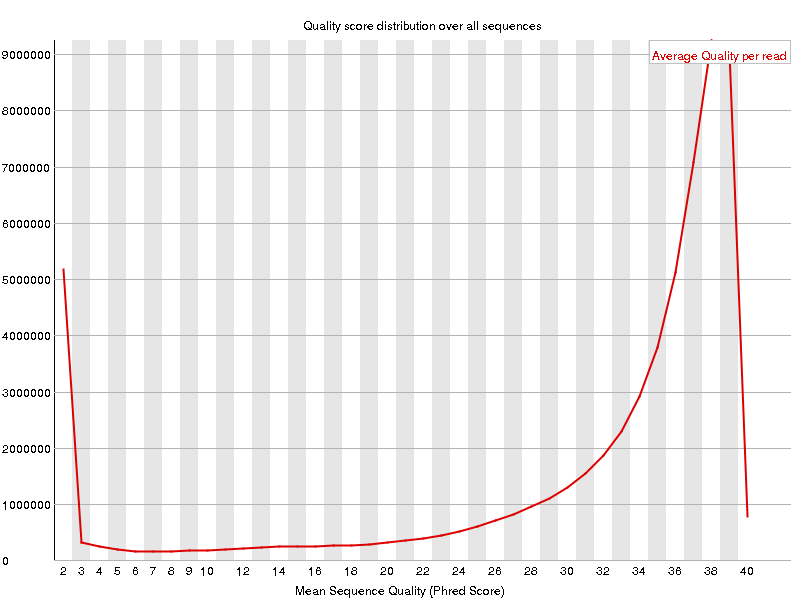 Quality score distribution over all sequences
Average Quality per read
9000000
8000000
7000000
6000000
5000000
4000000
3000000
2000000
1000000
0
2 3 4 5 6 7 8 9 10 12 14 16 18 20 22 24 26 28 30 32 34 36 38 40
Mean Sequence Quality (Phred Score)